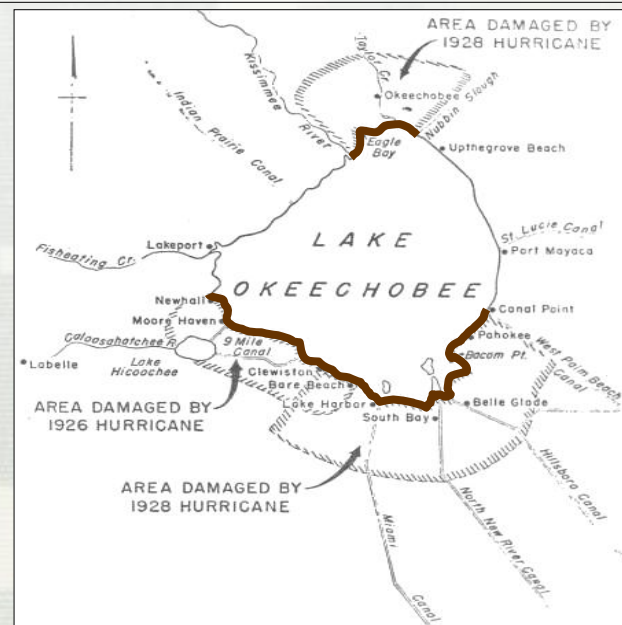 AREA DAMAGED BY
1928 HURRICANE
Taylor Cr.
Kissimmee
River
Okeechobee
Nubbin Slough
Indian Prairie Canal
Eagle
Bay
Upthegrove Beach
LAKE
St. Lucie Canal
Lakeport
Port Mayaca
Fisheating Cr.
OKEECHOBEE
Newhall
Canal Point
Moore Haven
Pahokee
Caloosahatchee R.
9 Mile
Canal
Bacom Pt.
West Palm Beach
Canal
Labelle
Lake
Hicpochee
Clewiston
Bare Beach
Lake Harbor
Belle Glade
AREA DAMAGED BY
1926 HURRICANE
South Bay
Hillsboro Canal
AREA DAMAGED BY
1928 HURRICANE
North New River Canal
Miami
Canal